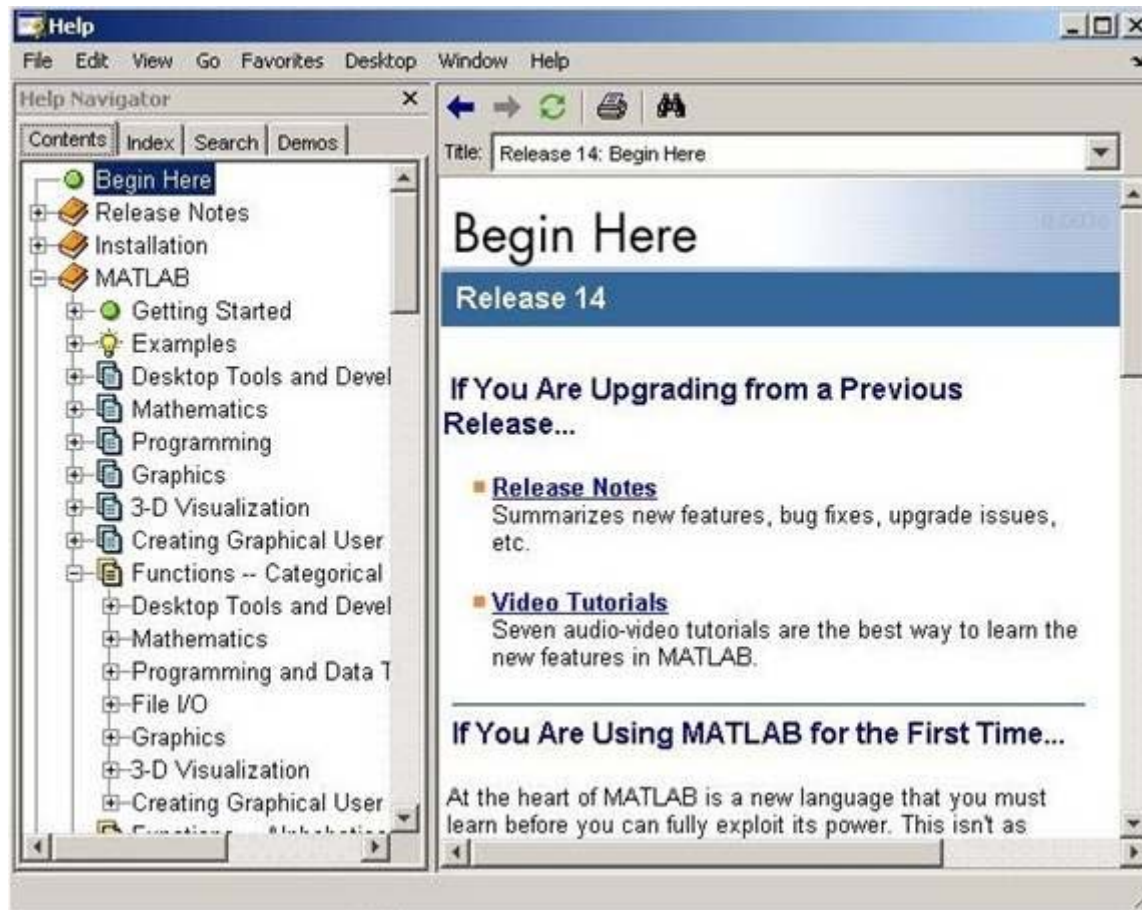 Help
File Edit View Go Favorites Desktop Window Help
Help Navigator
Contents Index Search Demos
Begin Here
Release Notes
Installation
MATLAB
Getting Started
Examples
Desktop Tools and Devel
Mathematics
Programming
Graphics
3-D Visualization
Creating Graphical User
Functions -- Categorical
Desktop Tools and Devel
Mathematics
Programming and Data T
File I/O
Graphics
3-D Visualization
Creating Graphical User
Title: Release 14: Begin Here
Begin Here
Release 14
If You Are Upgrading from a Previous
Release...
Release Notes
Summarizes new features, bug fixes, upgrade issues,
etc.
Video Tutorials
Seven audio-video tutorials are the best way to learn the
new features in MATLAB.
If You Are Using MATLAB for the First Time...
At the heart of MATLAB is a new language that you must
learn before you can fully exploit its power. This isn't as